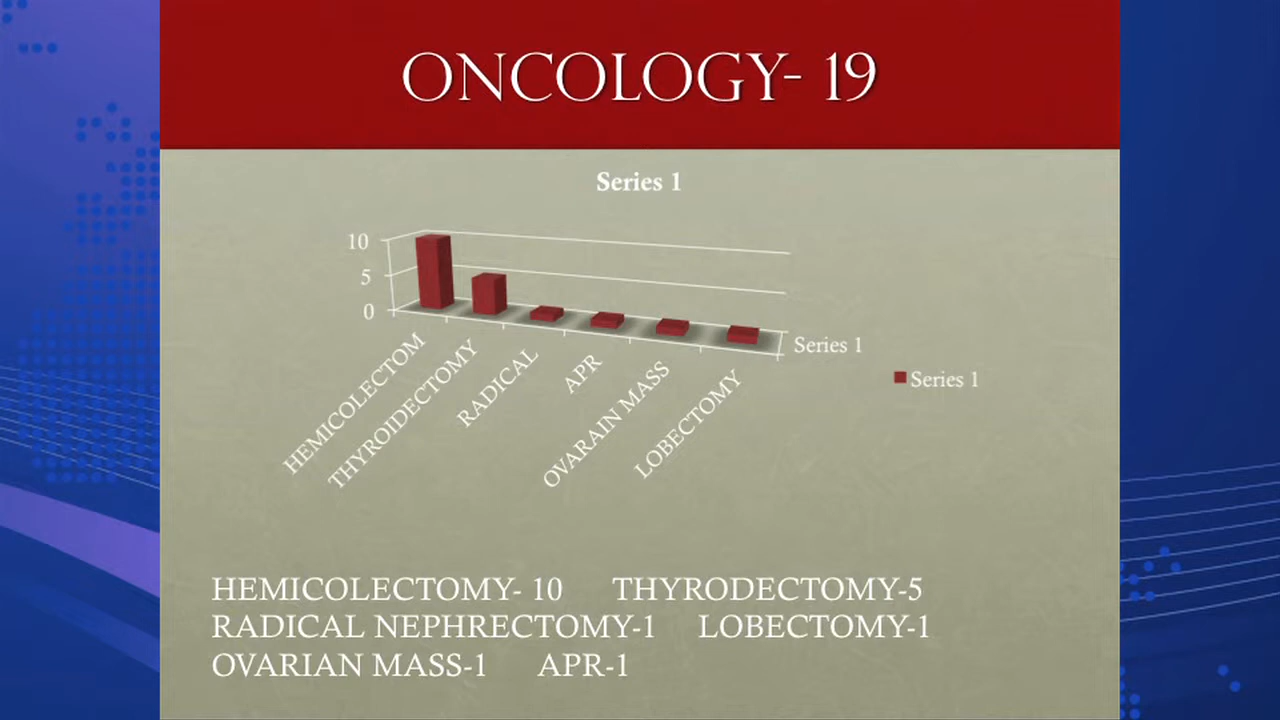 ONCOLOGY- 19
Series 1
10
5
0
HEMICOLECTOM
THYROIDECTOMY
RADICAL
APR
OVARAIN MASS
LOBECTOMY
Series 1
Series 1
HEMICOLECTOMY- 10 THYRODECTOMY-5
RADICAL NEPHRECTOMY-1 LOBECTOMY-1
OVARIAN MASS-1 APR-1